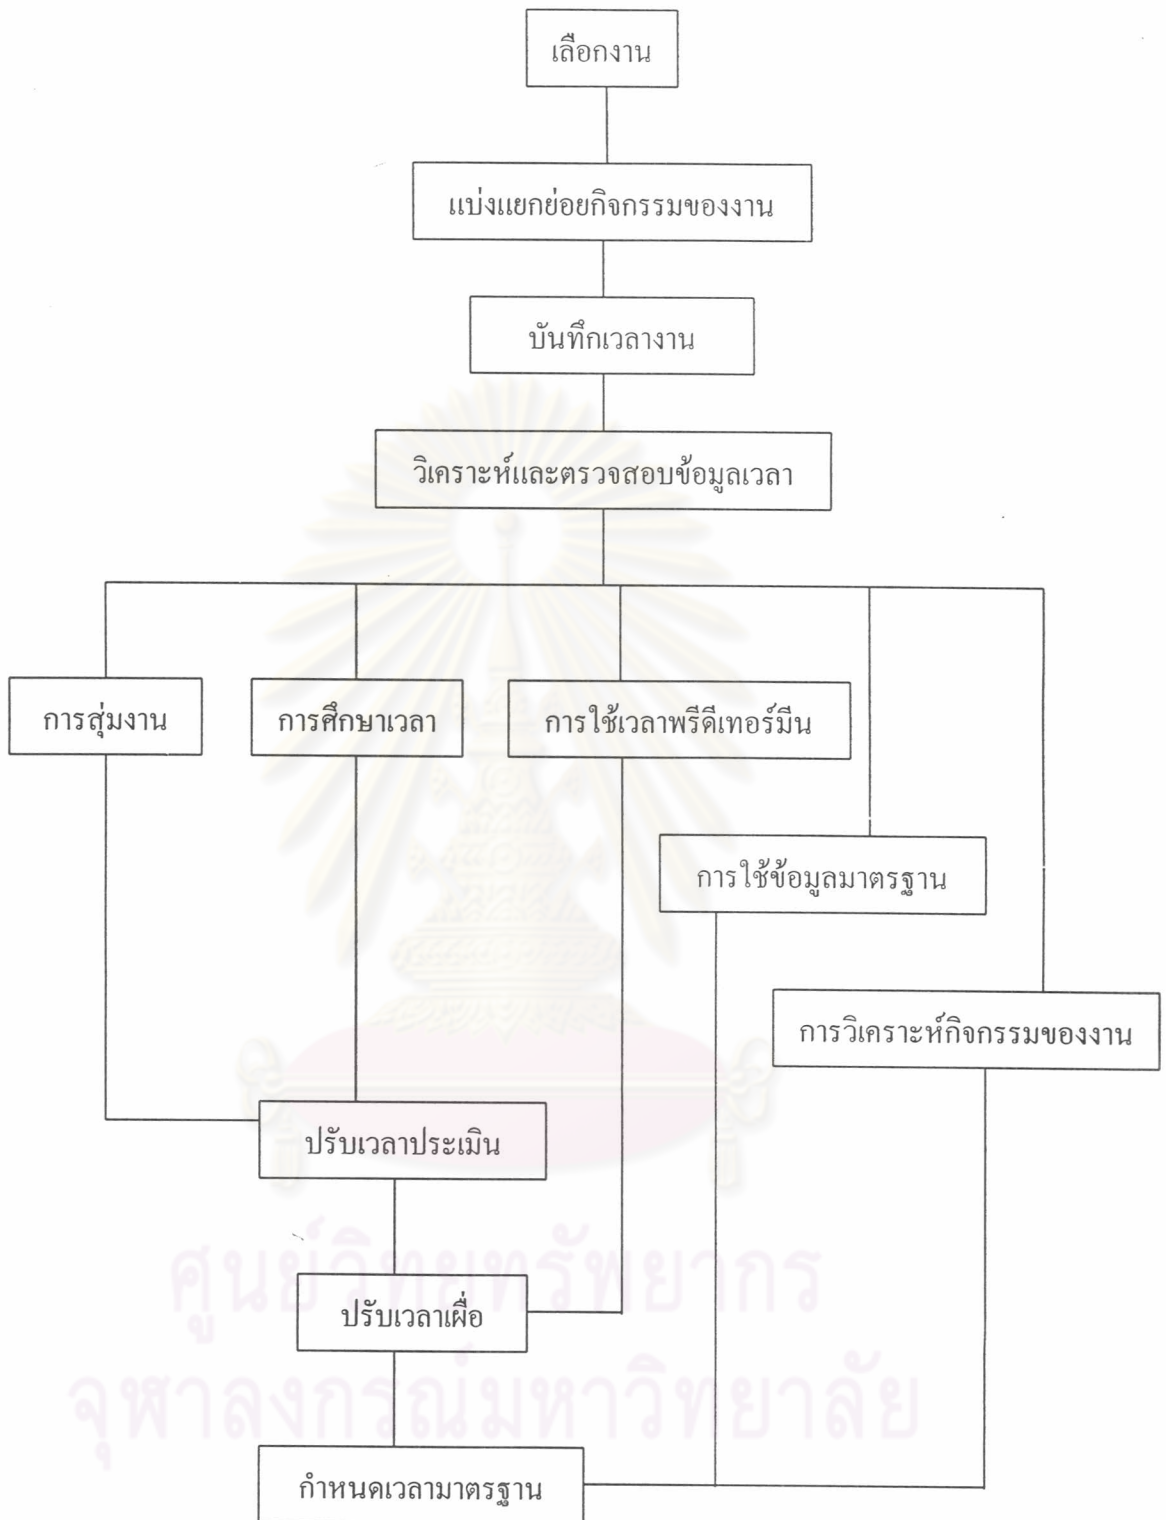 เลือกงาน
แบ่งแยกย่อยกิจกรรมของงาน
บันทึกเวลางาน
วิเคราะห์และตรวจสอบข้อมูลเวลา
การสุ่มงาน
การศึกษาเวลา
การใช้เวลาพรีดีเทอร์มีน
การใช้ข้อมูลมาตรฐาน
การวิเคราะห์กิจกรรมของงาน
ปรับเวลาประเมิน
ศูนย์วิทยทรัพยากร
ปรับเวลาเผื่อ
จุฬาลงกรณ์มหาวิทยาลัย
กำหนดเวลามาตรฐาน